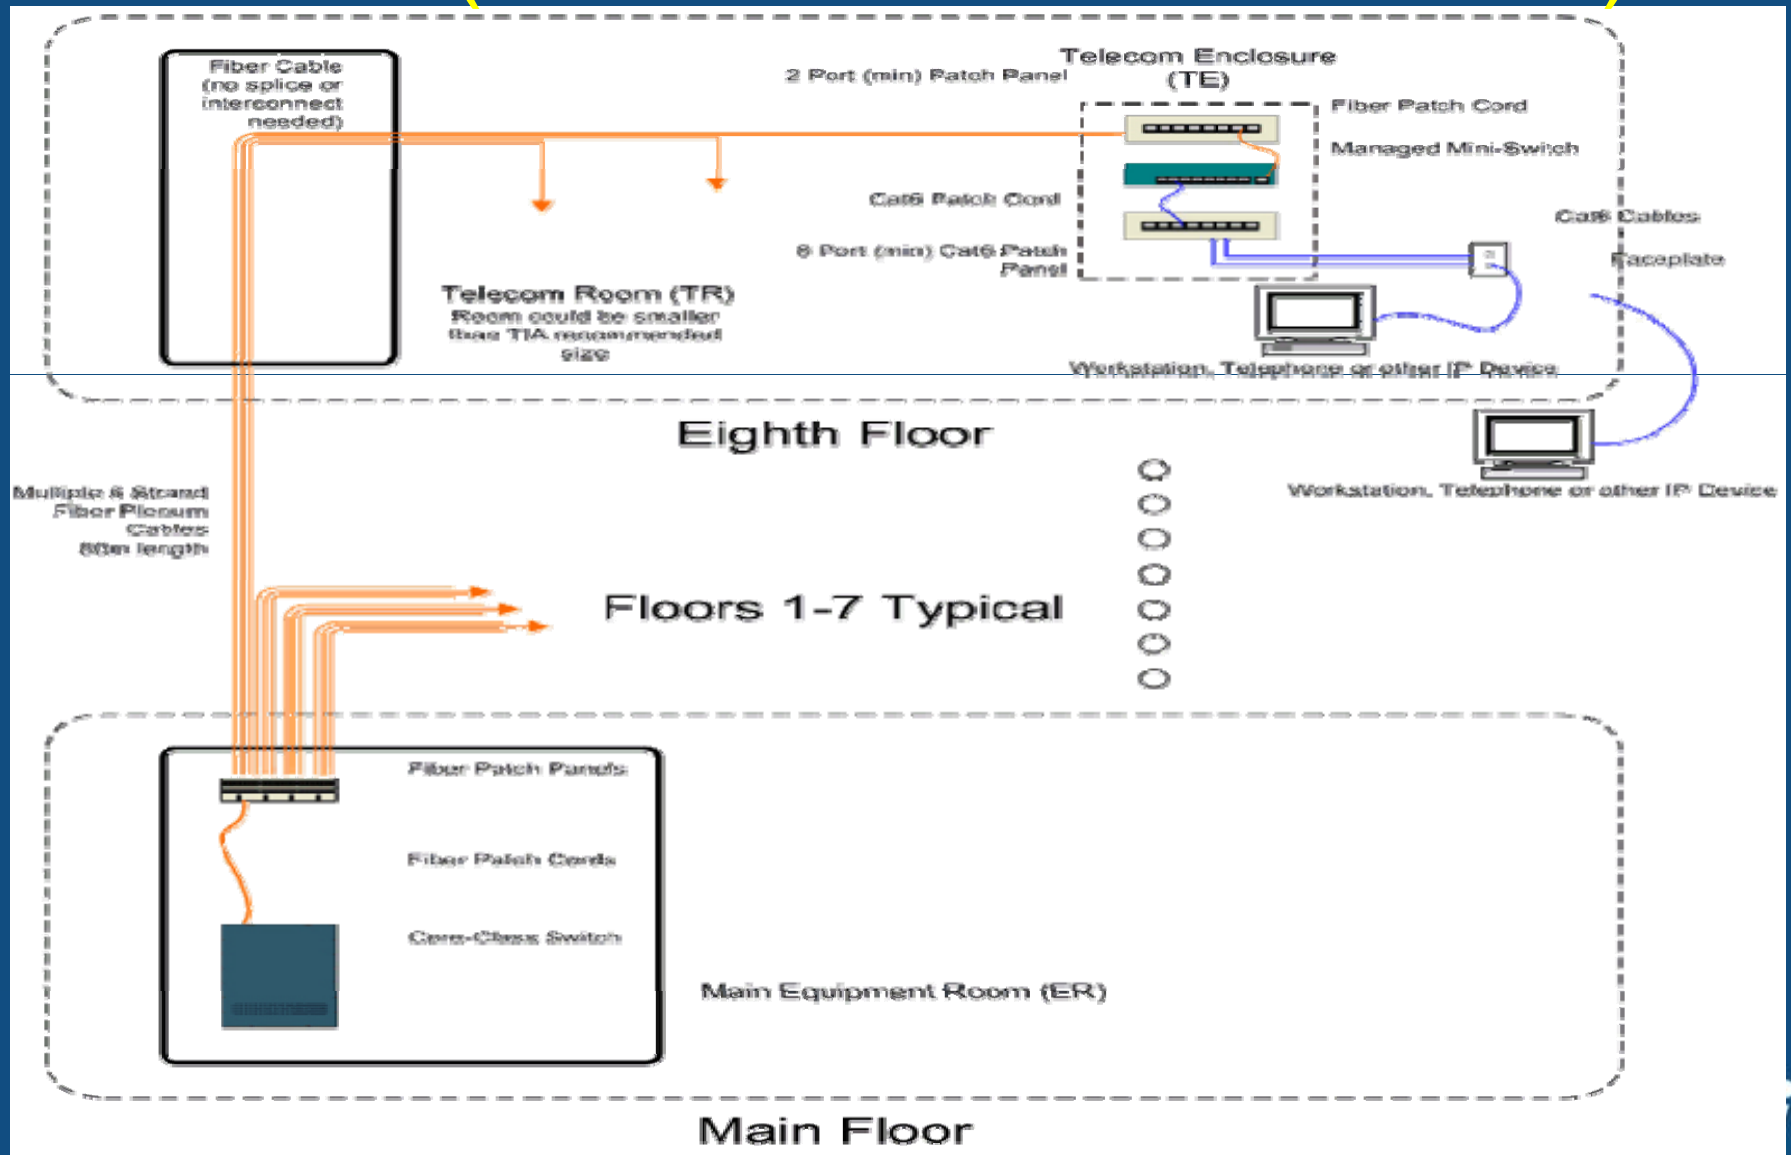 Fiber Cable
(no splice or
interconnect
needed)
2 Port (min) Patch Panel
Telecom Enclosure
(TE)
Fiber Patch Cord
Managed Mini-Switch
Cat6 Patch Cord
Cat6 Cables
8 Port (min) Cat6 Patch
Panel
Faceplate
Telecom Room (TR)
Room could be smaller
than TIA recommended
size
Workstation, Telephone or other IP Device
Eighth Floor
Workstation, Telephone or other IP Device
Multiple Strand
Fiber Plenum
Cables
length
Floors 1-7 Typical
Fiber Patch Panels
Fiber Patch Cords
Core-Class Switch
Main Equipment Room (ER)
Main Floor